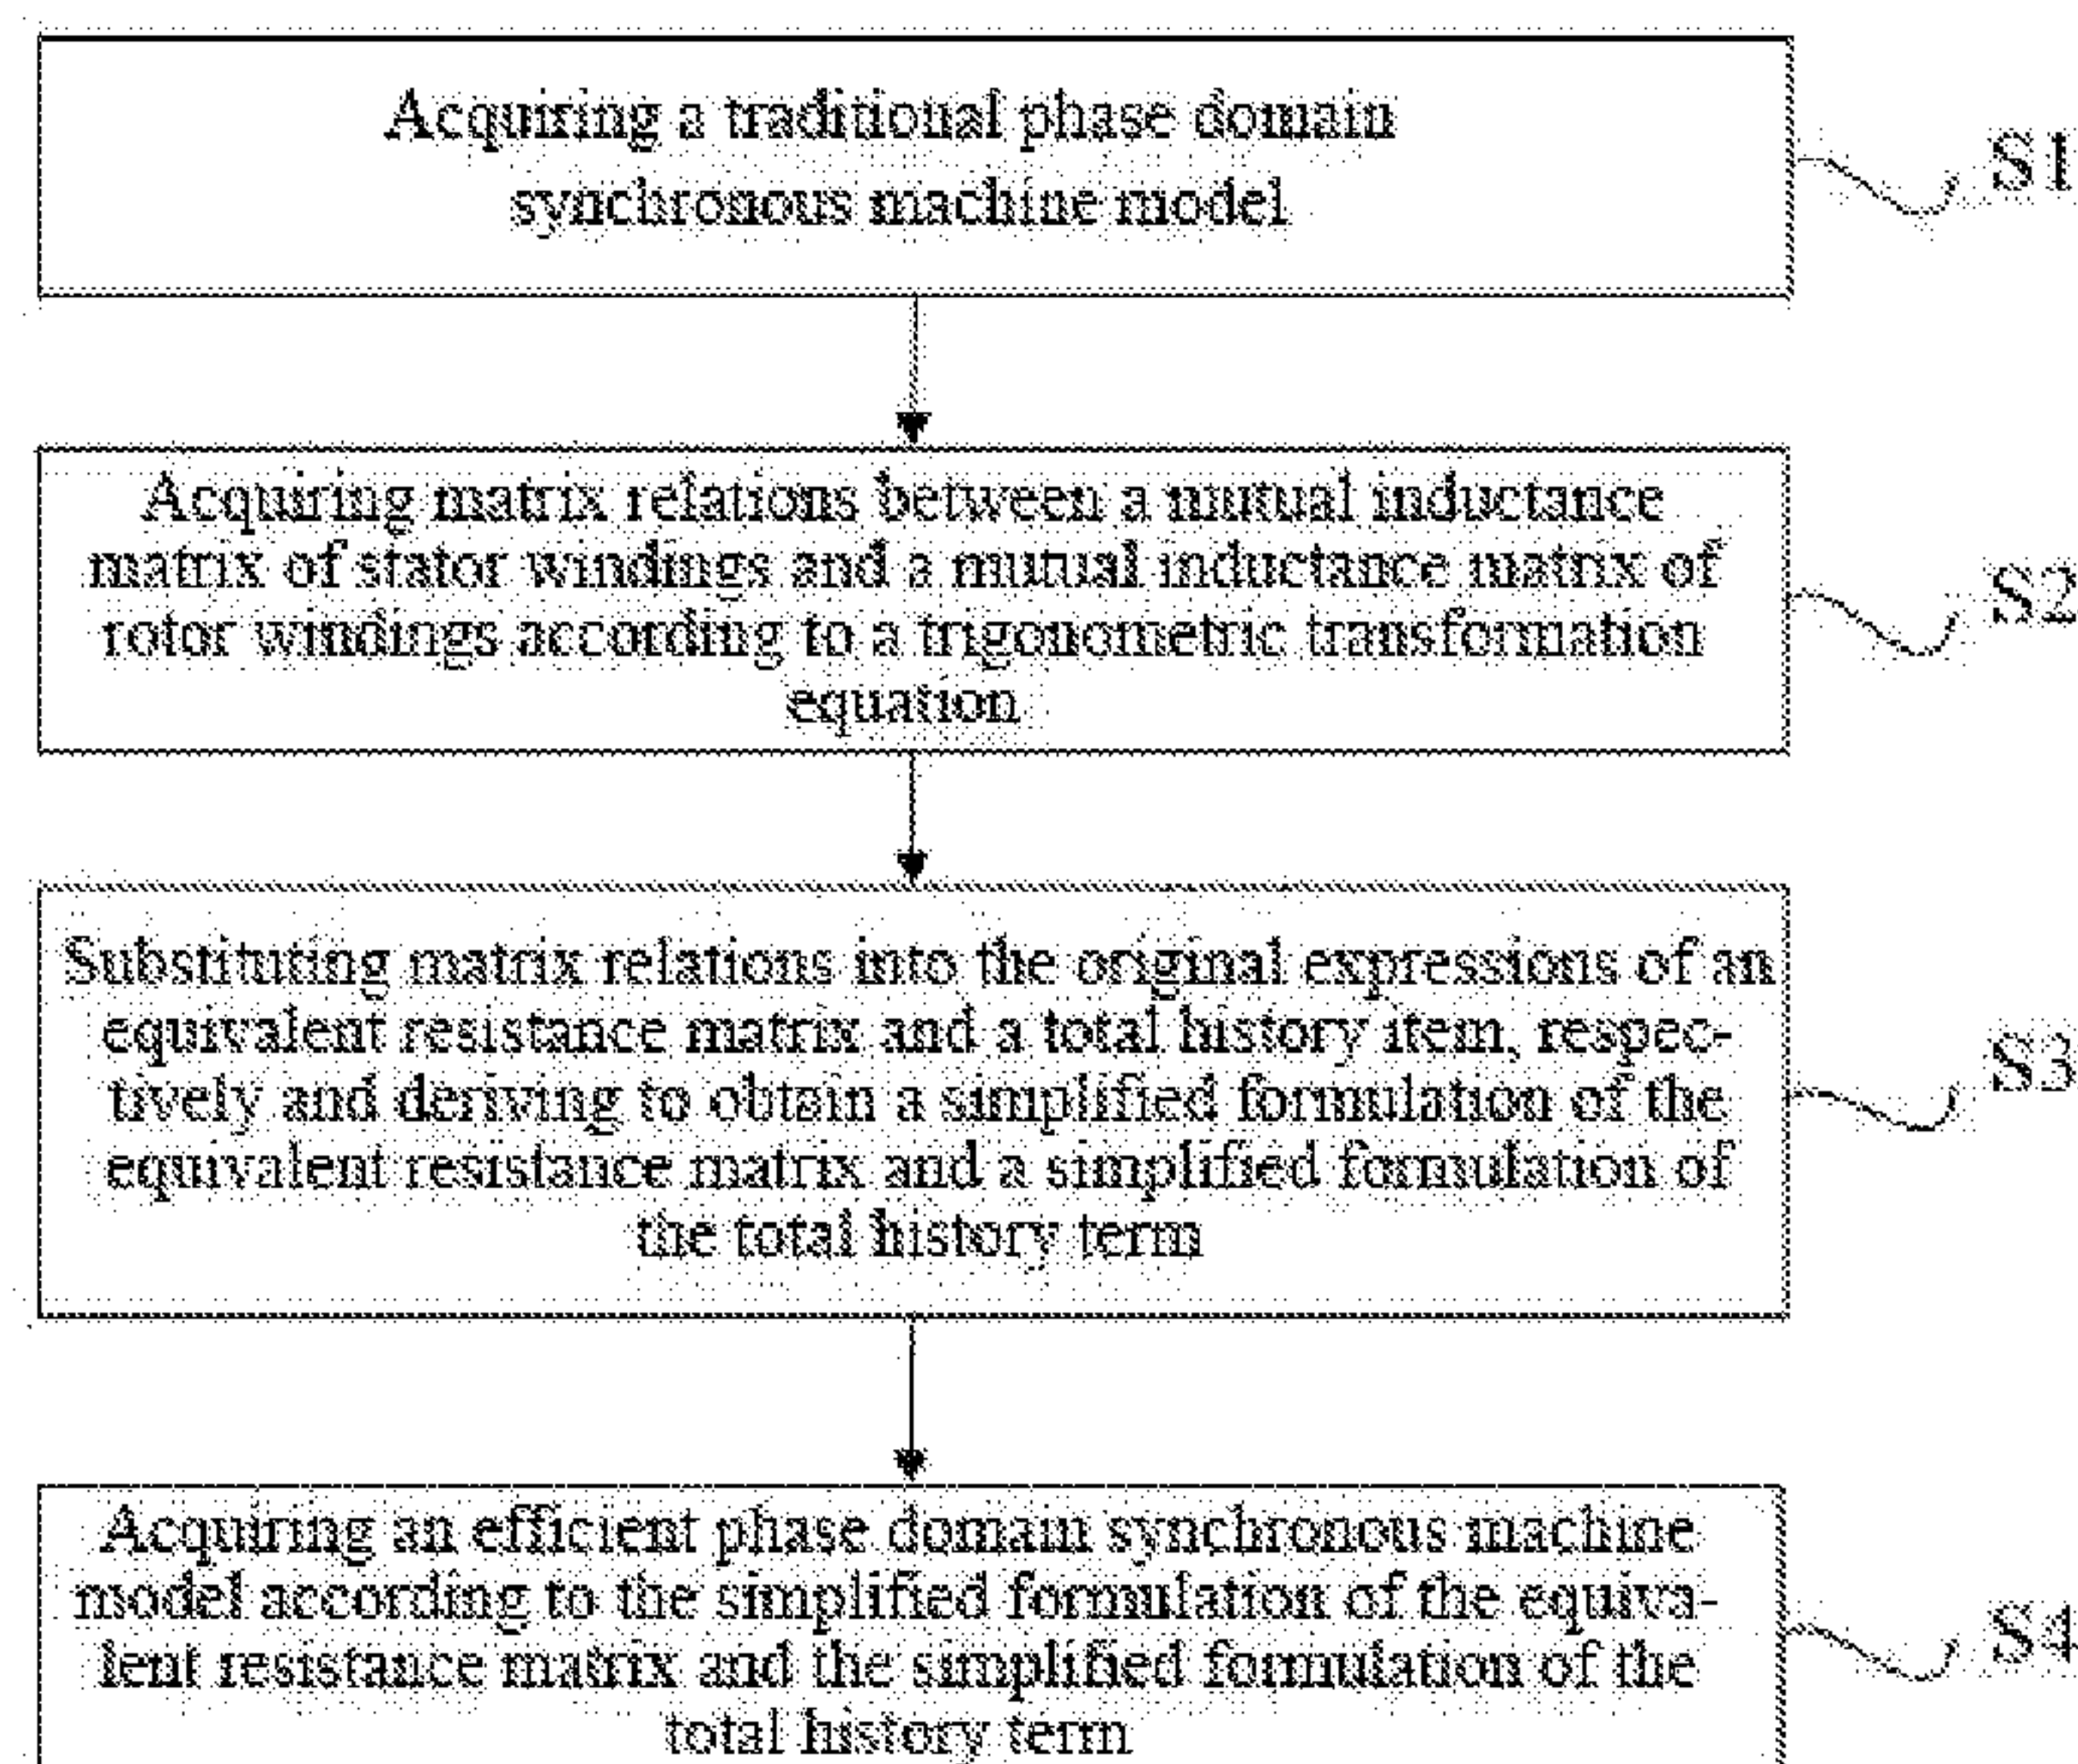 Acquiring a traditional phase domain
synchronous machine model
S1
Acquiring matrix relations between a mutual inductance
matrix of stator windings and a mutual inductance matrix of
rotor windings according to a trigonometric transformation
equation
S2
Substituting matrix relations into the original expressions of an
equivalent resistance matrix and a total history item, respec-
tively and deriving to obtain a simplified formulation of the
equivalent resistance matrix and a simplified formulation of
the total history term
S3
Acquiring an efficient phase domain synchronous machine
model according to the simplified formulation of the equiva-
lent resistance matrix and the simplified formulation of the
total history term
S4